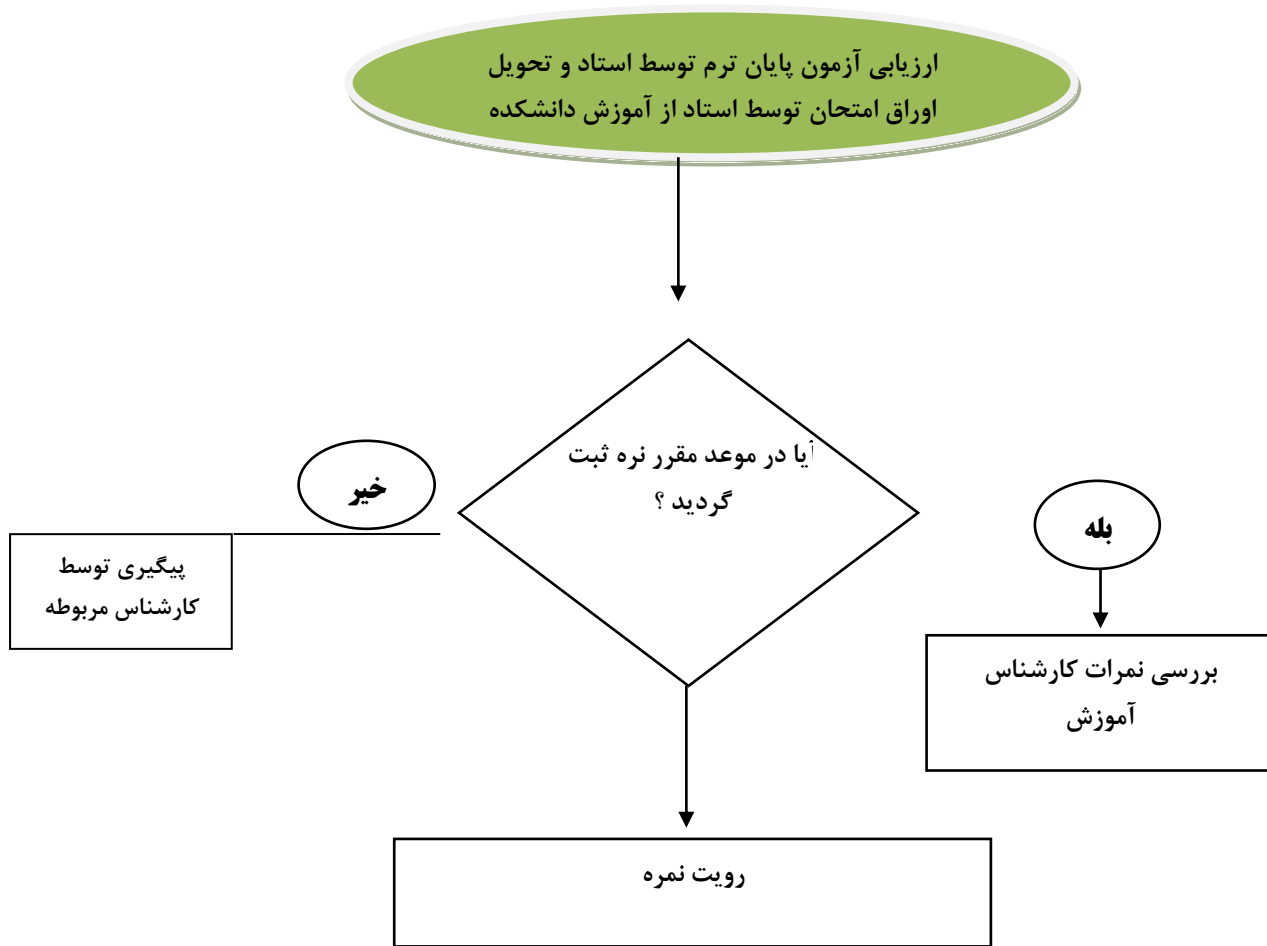 ارزیابی آزمون پایان ترم توسط استاد و تحویل
اوراق امتحان توسط استاد از آموزش دانشکده
آیا در موعد مقرر نره ثبت
گردید ؟
خیر
بله
پیگیری توسط
کارشناس مربوطه
بررسی نمرات کارشناس
آموزش
رویت نمره